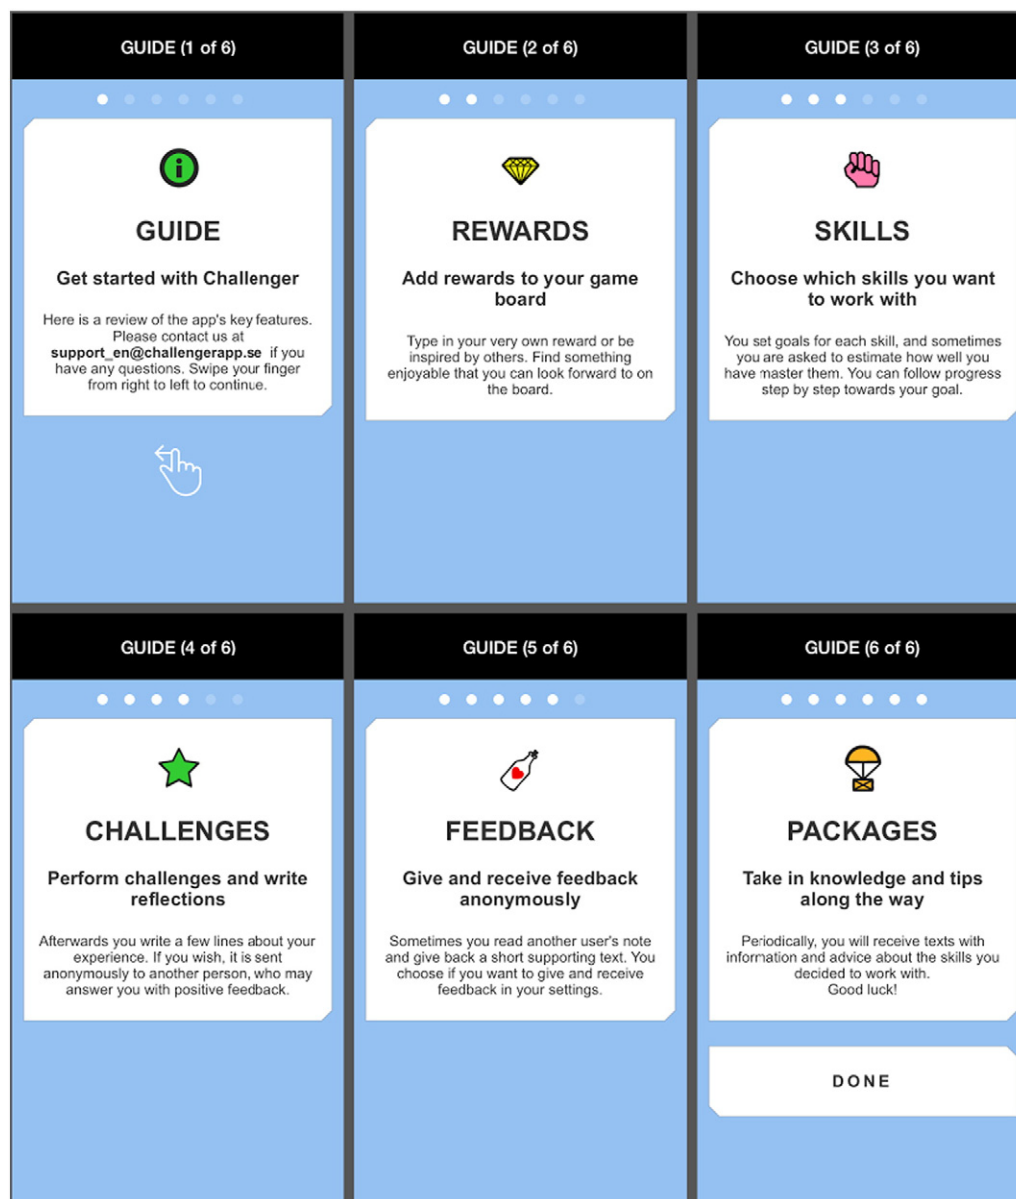 GUIDE (1 of 6)
GUIDE
Get started with Challenger
Here is a review of the app's key features.
Please contact us at
support_en@challengerapp.se if you
have any questions. Swipe your finger
from right to left to continue.
GUIDE (2 of 6)
REWARDS
Add rewards to your game
board
Type in your very own reward or be
inspired by others. Find something
enjoyable that you can look forward to on
the board.
GUIDE (3 of 6)
SKILLS
Choose which skills you want
to work with
You set goals for each skill, and sometimes
you are asked to estimate how well you
have master them. You can follow progress
step by step towards your goal.
GUIDE (4 of 6)
CHALLENGES
Perform challenges and write
reflections
Afterwards you write a few lines about your
experience. If you wish, it is sent
anonymously to another person, who may
answer you with positive feedback.
GUIDE (5 of 6)
FEEDBACK
Give and receive feedback
anonymously
Sometimes you read another user's note
and give back a short supporting text. You
choose if you want to give and receive
feedback in your settings.
GUIDE (6 of 6)
PACKAGES
Take in knowledge and tips
along the way
Periodically, you will receive texts with
information and advice about the skills you
decided to work with.
Good luck!
DONE